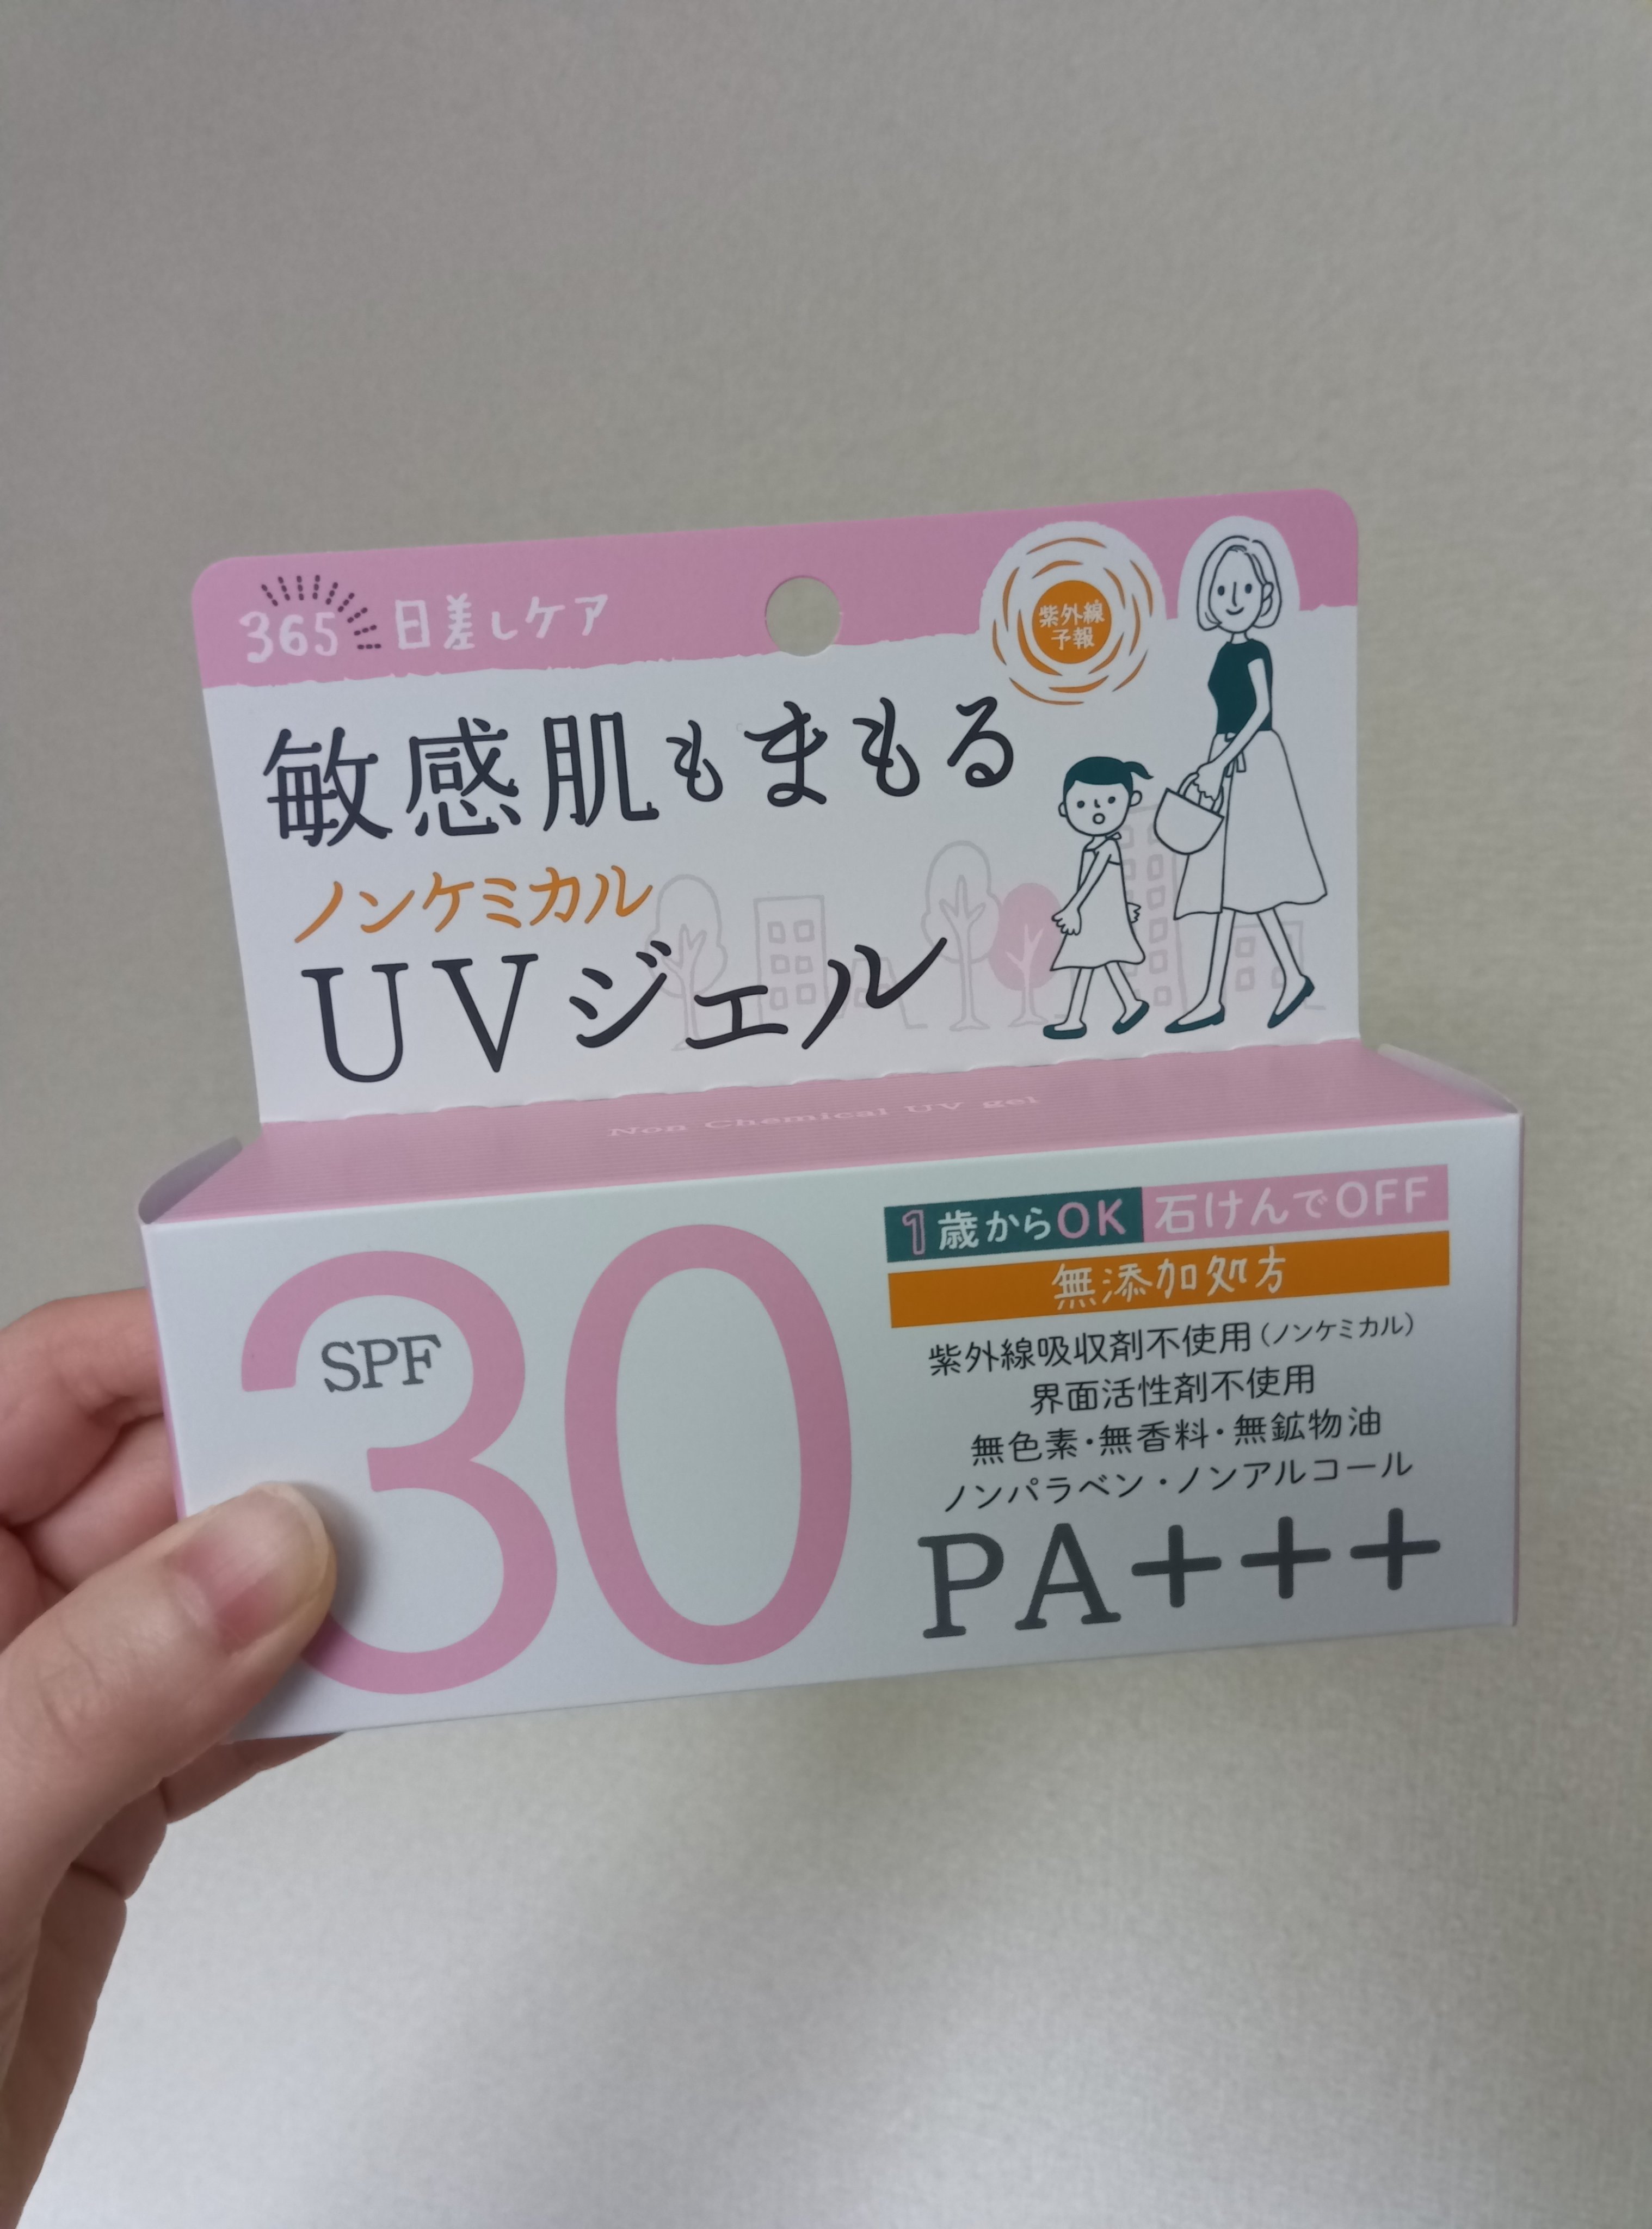 365日差しケア
紫外線
予報
敏感肌もまもる
ノンケミカル
UVジェル
Non Chemical UV gel
SPF
30
1歳からOK 石けんでOFF
無添加処方
紫外線吸収剤不使用（ノンケミカル）
界面活性剤不使用
無色素・無香料・無鉱物油
ノンパラベン・ノンアルコール
PA+++